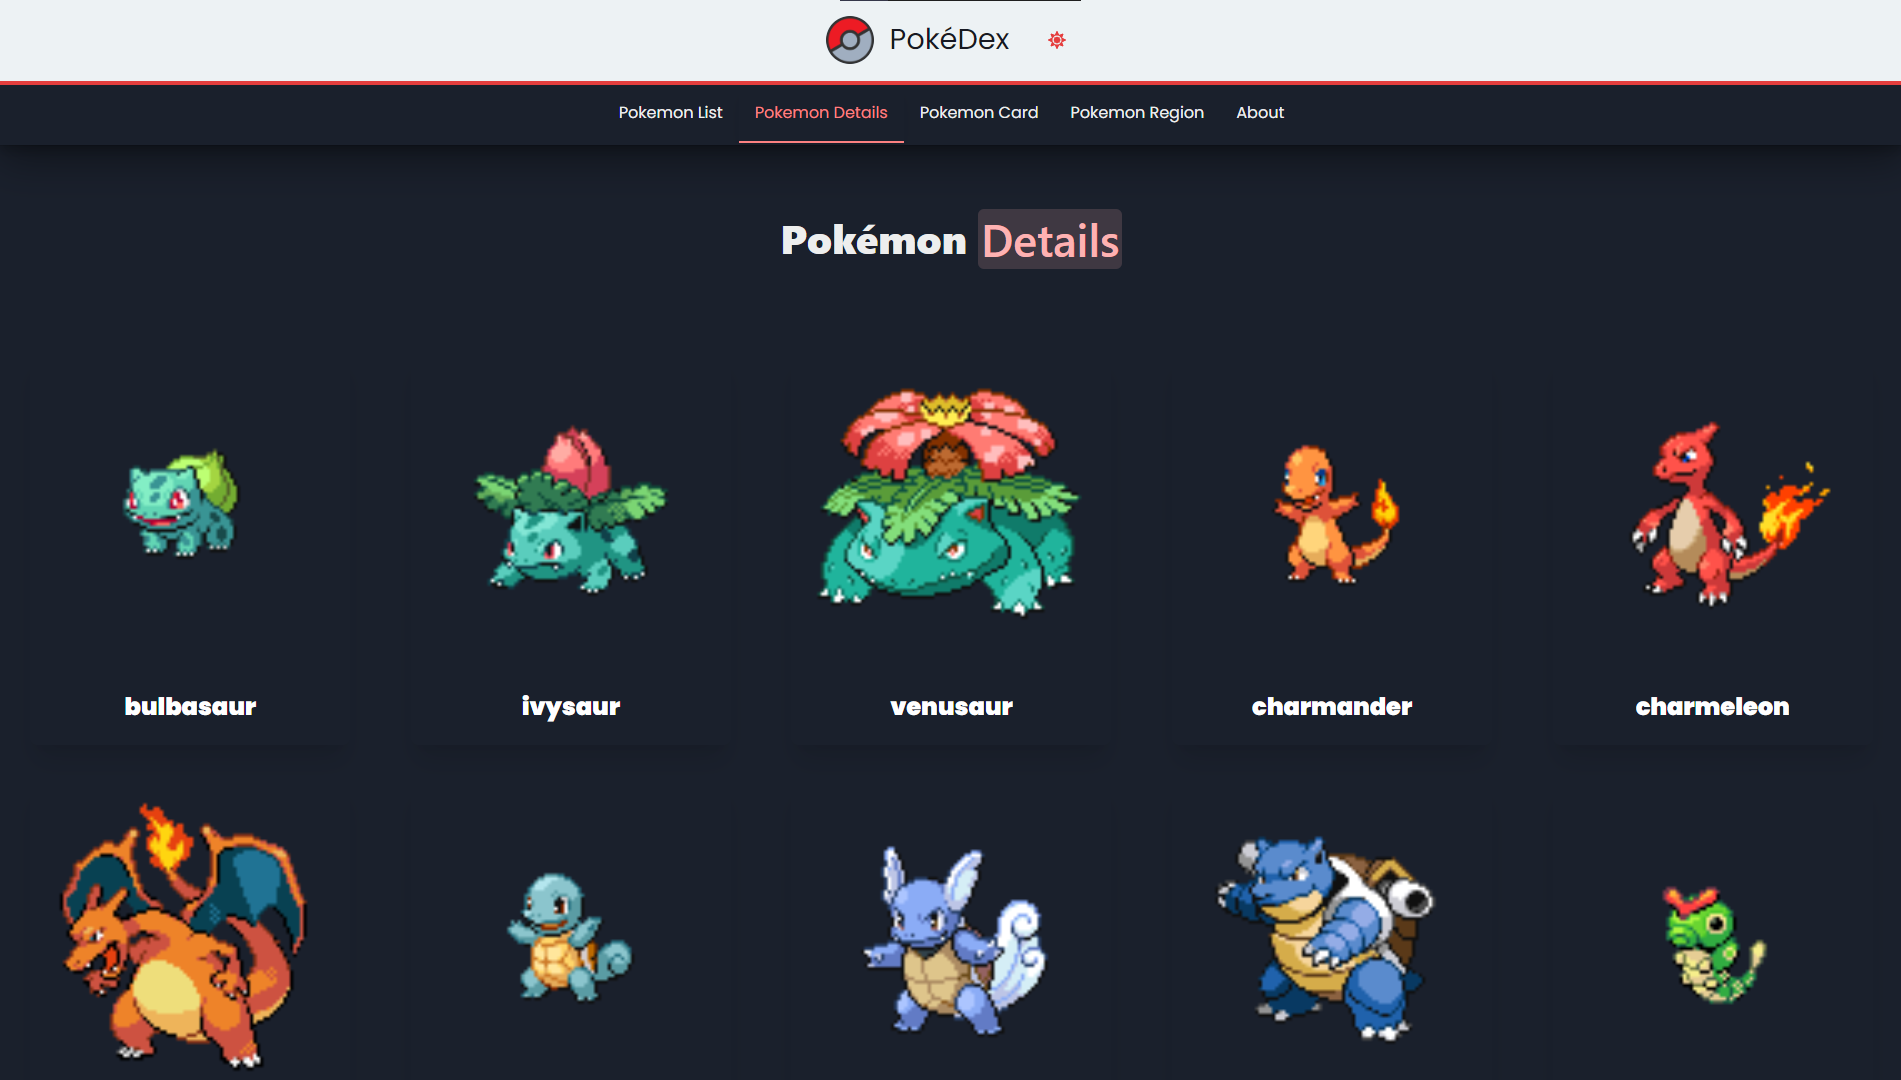 PokéDex
Pokemon List Pokemon Details Pokemon Card Pokemon Region About
Pokémon Details
bulbasaur ivysaur venusaur charmander charmeleon